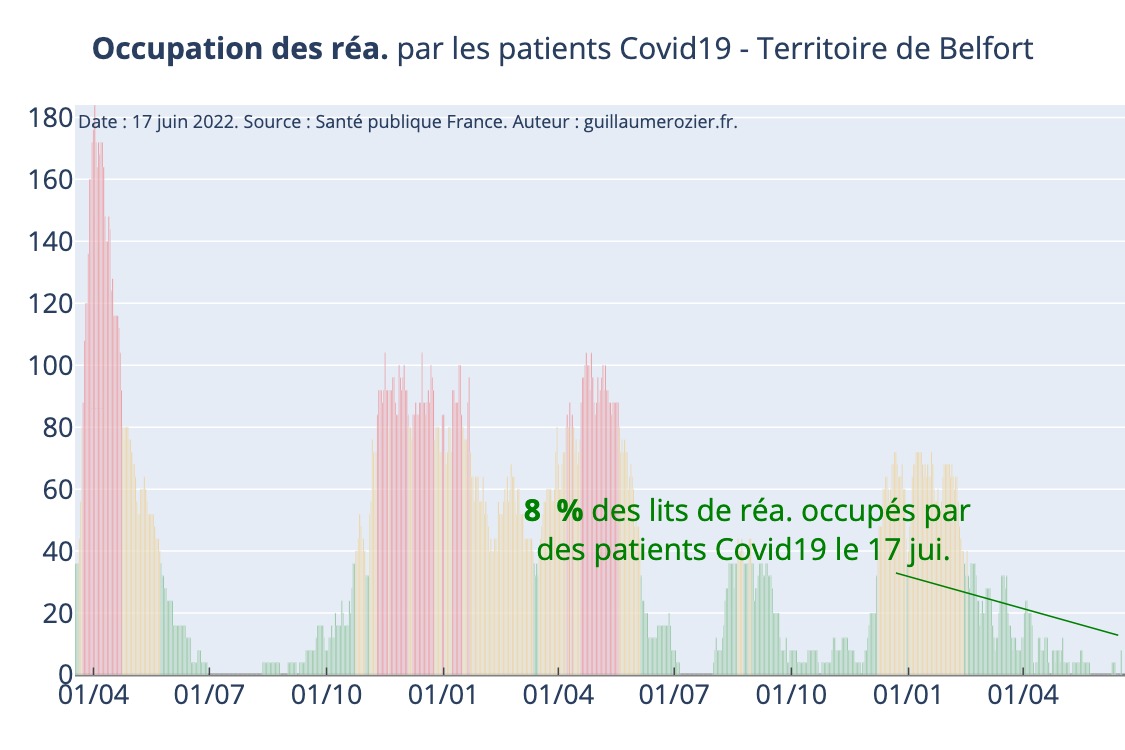 Occupation des réa. par les patients Covid19 - Territoire de Belfort
180
Date : 17 juin 2022. Source : Santé publique France. Auteur : guillaumerozier.fr.
160
140
120
100
80
60
8 % des lits de réa. occupés par
des patients Covid19 le 17 jui.
40
20
0
01/04 01/07 01/10 01/01 01/04 01/07 01/10 01/01 01/04